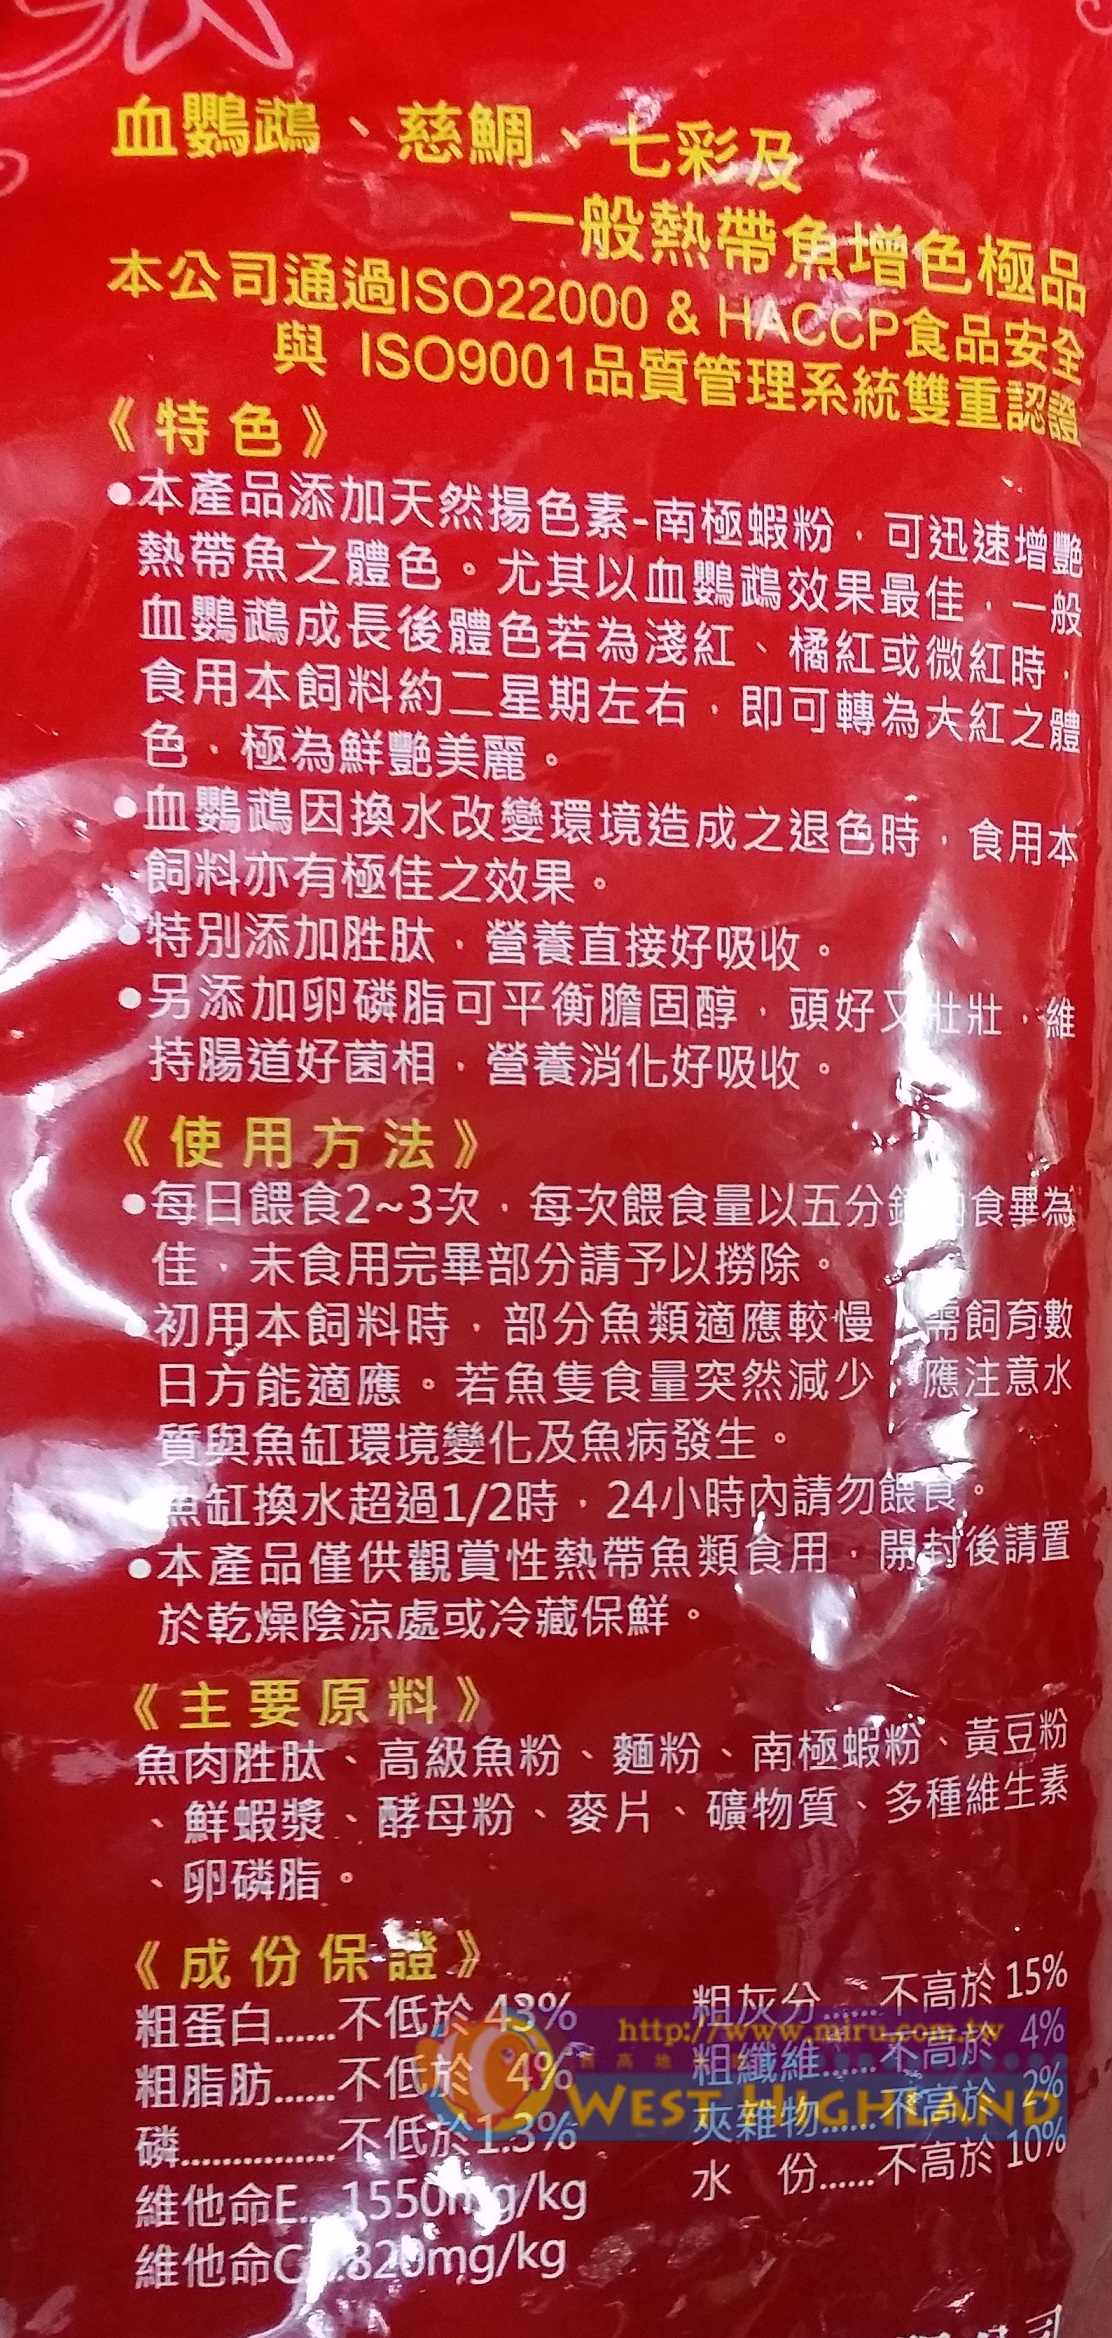 血鸚鵡、慈鯛、七彩及
一般熱帶魚增色極品
本公司通過ISO22000 & HACCP食品安全
與 ISO9001品質管理系統雙重認證
《特色》
•本產品添加天然揚色素-南極蝦粉，可迅速增艷
熱帶魚之體色。尤其以血鸚鵡效果最佳，一般
血鸚鵡成長後體色若為淺紅、橘紅或微紅時，
食用本飼料約二星期左右，即可轉為大紅之體
色，極為鮮艷美麗。
•血鸚鵡因換水改變環境造成之退色時，食用本
飼料亦有極佳之效果。
•特別添加胜肽，營養直接好吸收。
•另添加卵磷脂可平衡膽固醇，頭好又壯壯，維
持腸道好菌相，營養消化好吸收。
《使用方法》
•每日餵食2~3次，每次餵食量以五分鐘內食畢為
佳，未食用完畢部分請予以撈除。
•初用本飼料時，部分魚類適應較慢，需飼育數
日方能適應。若魚隻食量突然減少，應注意水
質與魚缸環境變化及魚病發生。
魚缸換水超過1/2時，24小時內請勿餵食。
•本產品僅供觀賞性熱帶魚類食用，開封後請置
於乾燥陰涼處或冷藏保鮮。
《主要原料》
魚肉胜肽、高級魚粉、麵粉、南極蝦粉、黃豆粉
、鮮蝦漿、酵母粉、麥片、礦物質、多種維生素
、卵磷脂。
《成份保證》
粗蛋白......不低於 43%
粗脂肪......不低於 4%
磷...............不低於1.3%
維他命E...1550mg/kg
維他命C...820mg/kg
粗灰分......不高於 15%
粗纖維......不高於 4%
夾雜物......不高於 2%
水 份......不高於 10%
http://www.miru.com.tw
WEST HIGHLAND